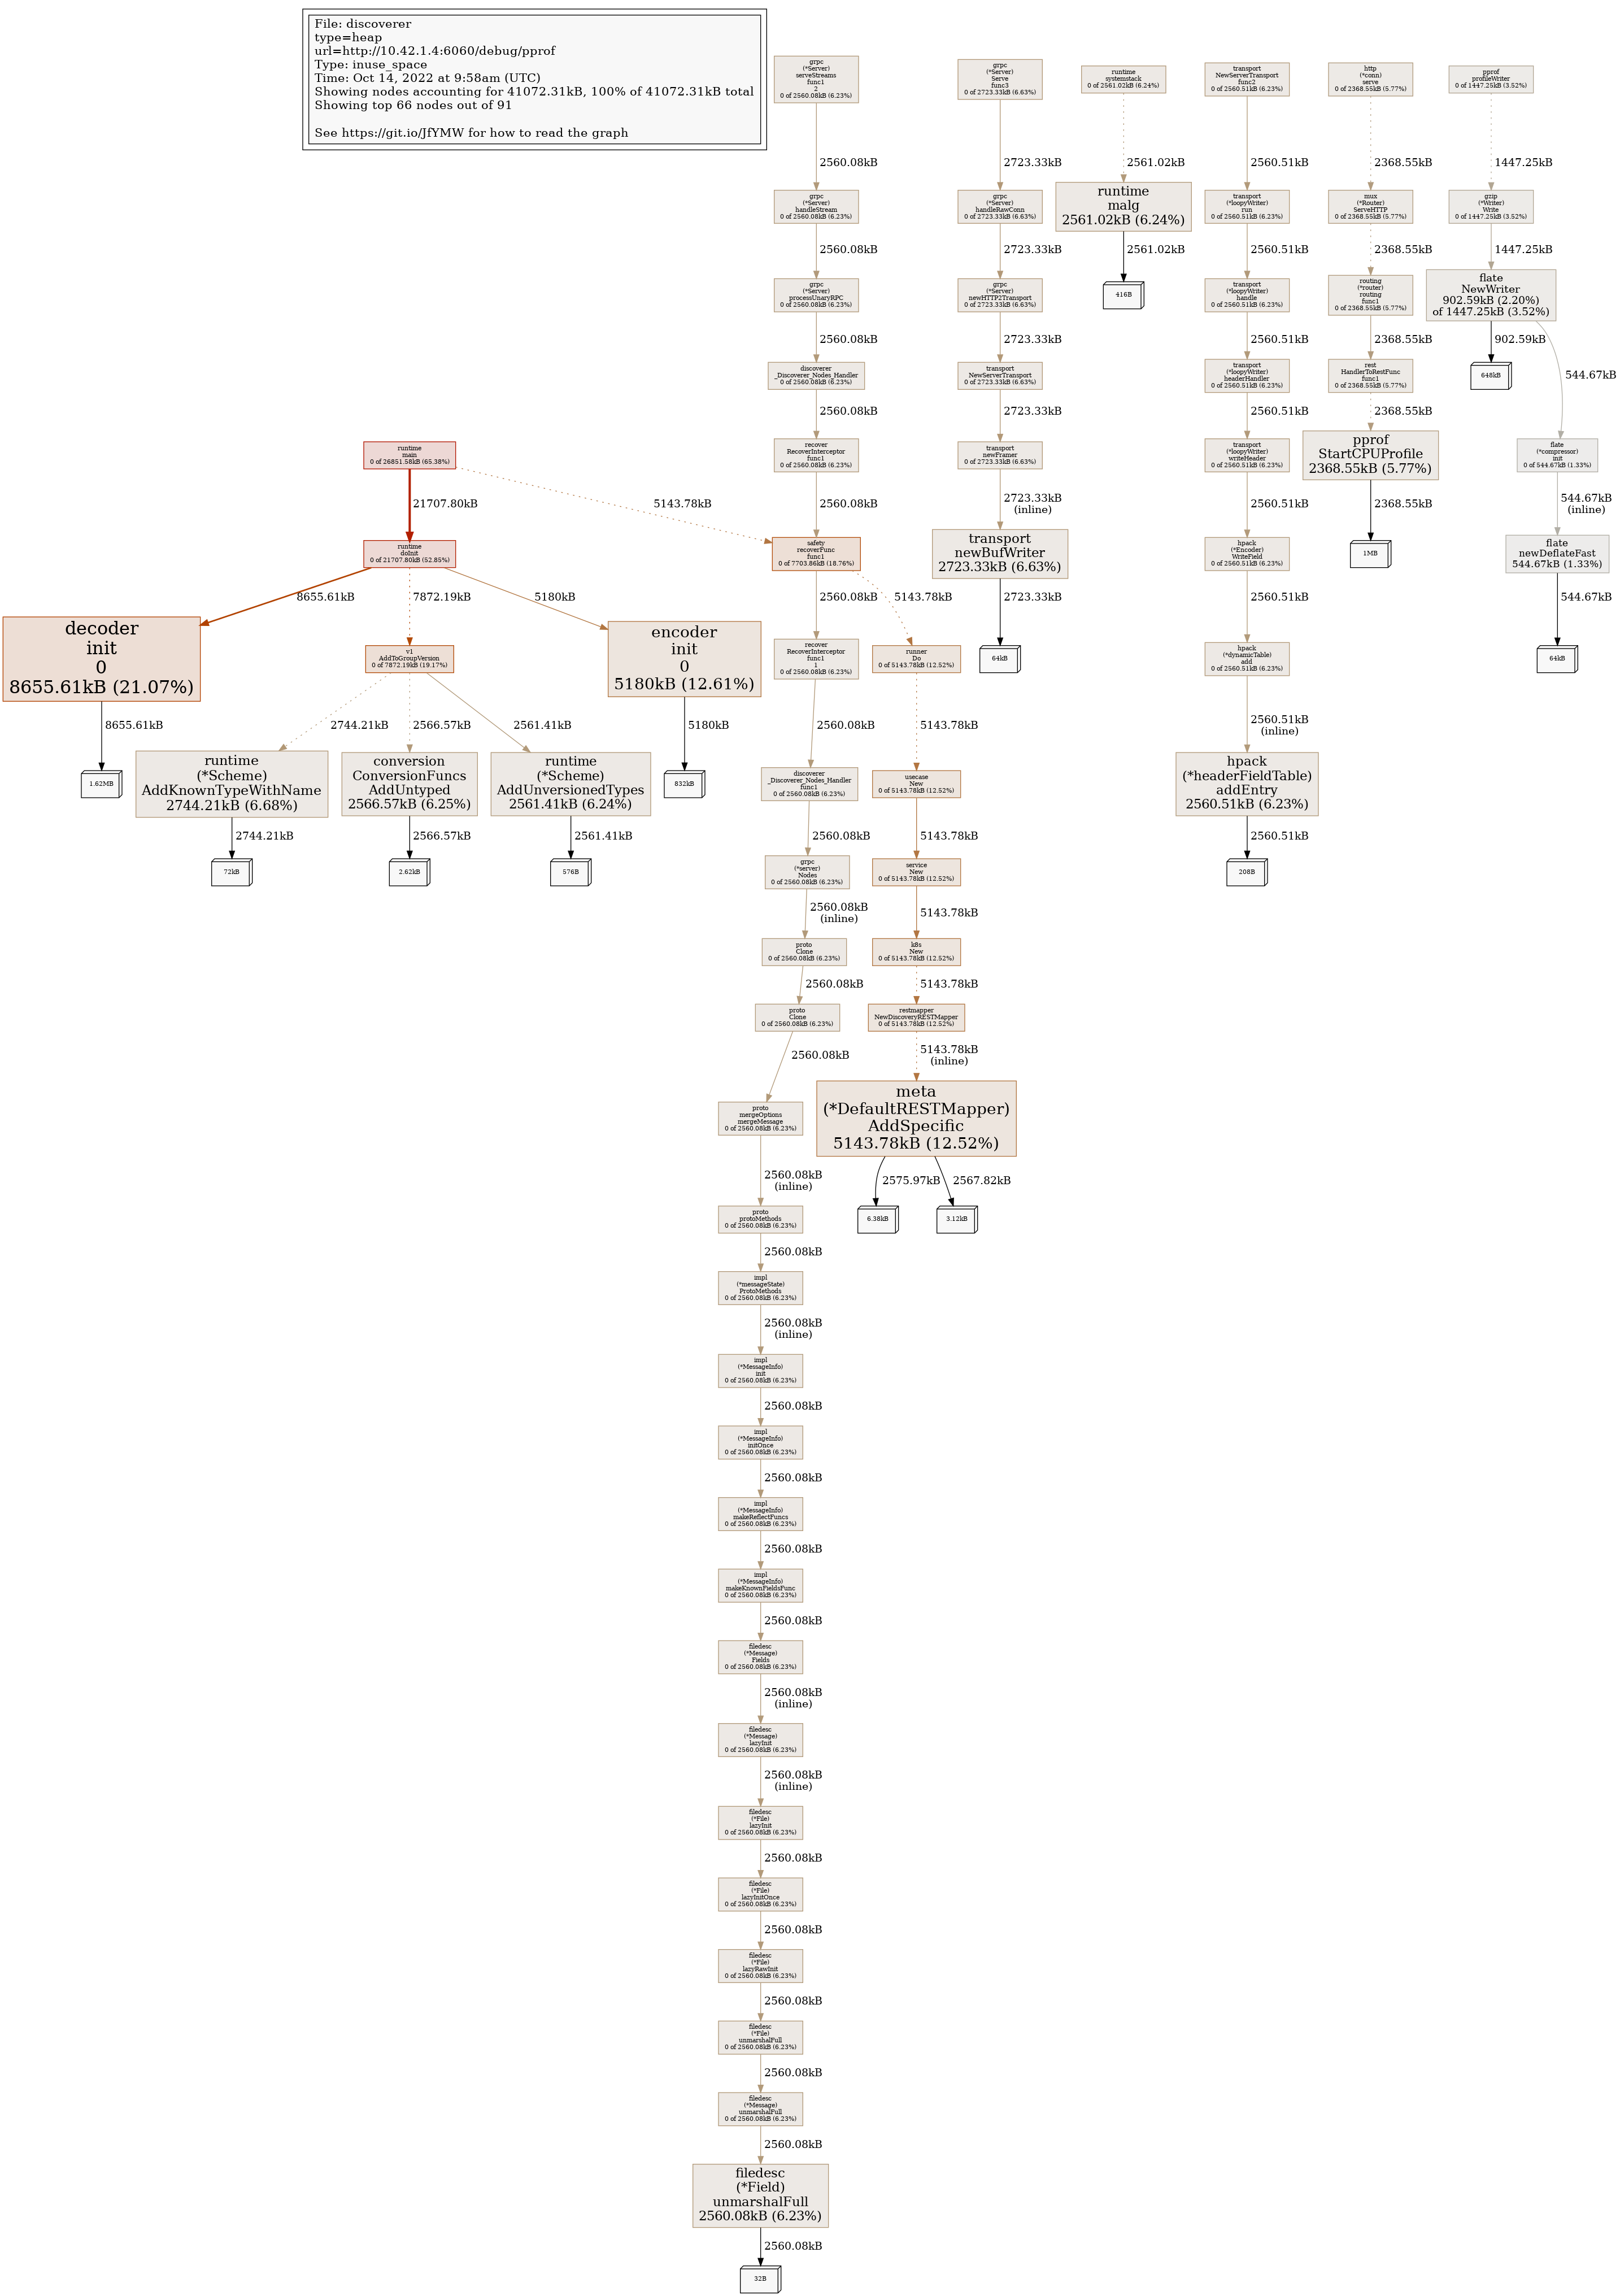 File: discoverer
type=heap
url=http://10.42.1.4:6060/debug/pprof
Type: inuse_space
Time: Oct 14, 2022 at 9:58am (UTC)
Showing nodes accounting for 41072.31kB, 100% of 41072.31kB total
Showing top 66 nodes out of 91
See https://git.io/JfYMW for how to read the graph
grpc
(*Server)
serveStreams
func1
2
0 of 2560.08kB (6.23%)
2560.08kB
grpc
(*Server)
handleStream
0 of 2560.08kB (6.23%)
2560.08kB
grpc
(*Server)
processUnaryRPC
0 of 2560.08kB (6.23%)
2560.08kB
discoverer
_Discoverer_Nodes_Handler
0 of 2560.08kB (6.23%)
2560.08kB
recover
RecoverInterceptor
func1
0 of 2560.08kB (6.23%)
2560.08kB
grpc
(*Server)
Serve
func3
0 of 2723.33kB (6.63%)
2723.33kB
grpc
(*Server)
handleRawConn
0 of 2723.33kB (6.63%)
2723.33kB
grpc
(*Server)
newHTTP2Transport
0 of 2723.33kB (6.63%)
2723.33kB
transport
NewServerTransport
0 of 2723.33kB (6.63%)
2723.33kB
transport
newFramer
0 of 2723.33kB (6.63%)
2723.33kB
(inline)
transport
newBufWriter
2723.33kB (6.63%)
2723.33kB
64kB
runtime
systemstack
0 of 2561.02kB (6.24%)
2561.02kB
runtime
malg
2561.02kB (6.24%)
2561.02kB
416B
transport
NewServerTransport
func2
0 of 2560.51kB (6.23%)
2560.51kB
transport
(*loopyWriter)
run
0 of 2560.51kB (6.23%)
2560.51kB
transport
(*loopyWriter)
handle
0 of 2560.51kB (6.23%)
2560.51kB
transport
(*loopyWriter)
headerHandler
0 of 2560.51kB (6.23%)
2560.51kB
transport
(*loopyWriter)
writeHeader
0 of 2560.51kB (6.23%)
2560.51kB
hpack
(*Encoder)
WriteField
0 of 2560.51kB (6.23%)
2560.51kB
hpack
(*dynamicTable)
add
0 of 2560.51kB (6.23%)
2560.51kB
(inline)
hpack
(*headerFieldTable)
addEntry
2560.51kB (6.23%)
2560.51kB
208B
http
(*conn)
serve
0 of 2368.55kB (5.77%)
2368.55kB
mux
(*Router)
ServeHTTP
0 of 2368.55kB (5.77%)
2368.55kB
routing
(*router)
routing
func1
0 of 2368.55kB (5.77%)
2368.55kB
rest
HandlerToRestFunc
func1
0 of 2368.55kB (5.77%)
2368.55kB
pprof
StartCPUProfile
2368.55kB (5.77%)
2368.55kB
1MB
pprof
profileWriter
0 of 1447.25kB (3.52%)
1447.25kB
gzip
(*Writer)
Write
0 of 1447.25kB (3.52%)
1447.25kB
flate
NewWriter
902.59kB (2.20%)
of 1447.25kB (3.52%)
902.59kB
648kB
544.67kB
flate
(*compressor)
init
0 of 544.67kB (1.33%)
544.67kB
(inline)
flate
newDeflateFast
544.67kB (1.33%)
544.67kB
64kB
runtime
main
0 of 26851.58kB (65.38%)
21707.80kB
5143.78kB
runtime
doInit
0 of 21707.80kB (52.85%)
8655.61kB
7872.19kB
5180kB
decoder
init
0
8655.61kB (21.07%)
8655.61kB
1.62MB
v1
AddToGroupVersion
0 of 7872.19kB (19.17%)
2744.21kB
2566.57kB
2561.41kB
encoder
init
0
5180kB (12.61%)
5180kB
832kB
runtime
(*Scheme)
AddKnownTypeWithName
2744.21kB (6.68%)
2744.21kB
72kB
conversion
ConversionFuncs
AddUntyped
2566.57kB (6.25%)
2566.57kB
2.62kB
runtime
(*Scheme)
AddUnversionedTypes
2561.41kB (6.24%)
2561.41kB
576B
safety
recoverFunc
func1
0 of 7703.86kB (18.76%)
2560.08kB
5143.78kB
recover
RecoverInterceptor
func1
1
0 of 2560.08kB (6.23%)
2560.08kB
discoverer
_Discoverer_Nodes_Handler
func1
0 of 2560.08kB (6.23%)
2560.08kB
grpc
(*server)
Nodes
0 of 2560.08kB (6.23%)
2560.08kB
(inline)
proto
Clone
0 of 2560.08kB (6.23%)
2560.08kB
proto
Clone
0 of 2560.08kB (6.23%)
2560.08kB
runner
Do
0 of 5143.78kB (12.52%)
5143.78kB
usecase
New
0 of 5143.78kB (12.52%)
5143.78kB
service
New
0 of 5143.78kB (12.52%)
5143.78kB
k8s
New
0 of 5143.78kB (12.52%)
5143.78kB
restmapper
NewDiscoveryRESTMapper
0 of 5143.78kB (12.52%)
5143.78kB
(inline)
meta
(*DefaultRESTMapper)
AddSpecific
5143.78kB (12.52%)
2575.97kB
2567.82kB
6.38kB
3.12kB
proto
mergeOptions
mergeMessage
0 of 2560.08kB (6.23%)
2560.08kB
(inline)
proto
protoMethods
0 of 2560.08kB (6.23%)
2560.08kB
impl
(*messageState)
ProtoMethods
0 of 2560.08kB (6.23%)
2560.08kB
(inline)
impl
(*MessageInfo)
init
0 of 2560.08kB (6.23%)
2560.08kB
impl
(*MessageInfo)
initOnce
0 of 2560.08kB (6.23%)
2560.08kB
impl
(*MessageInfo)
makeReflectFuncs
0 of 2560.08kB (6.23%)
2560.08kB
impl
(*MessageInfo)
makeKnownFieldsFunc
0 of 2560.08kB (6.23%)
2560.08kB
filedesc
(*Message)
Fields
0 of 2560.08kB (6.23%)
2560.08kB
(inline)
filedesc
(*Message)
lazyInit
0 of 2560.08kB (6.23%)
2560.08kB
(inline)
filedesc
(*File)
lazyInit
0 of 2560.08kB (6.23%)
2560.08kB
filedesc
(*File)
lazyInitOnce
0 of 2560.08kB (6.23%)
2560.08kB
filedesc
(*File)
lazyRawInit
0 of 2560.08kB (6.23%)
2560.08kB
filedesc
(*File)
unmarshalFull
0 of 2560.08kB (6.23%)
2560.08kB
filedesc
(*Message)
unmarshalFull
0 of 2560.08kB (6.23%)
2560.08kB
filedesc
(*Field)
unmarshalFull
2560.08kB (6.23%)
2560.08kB
32B